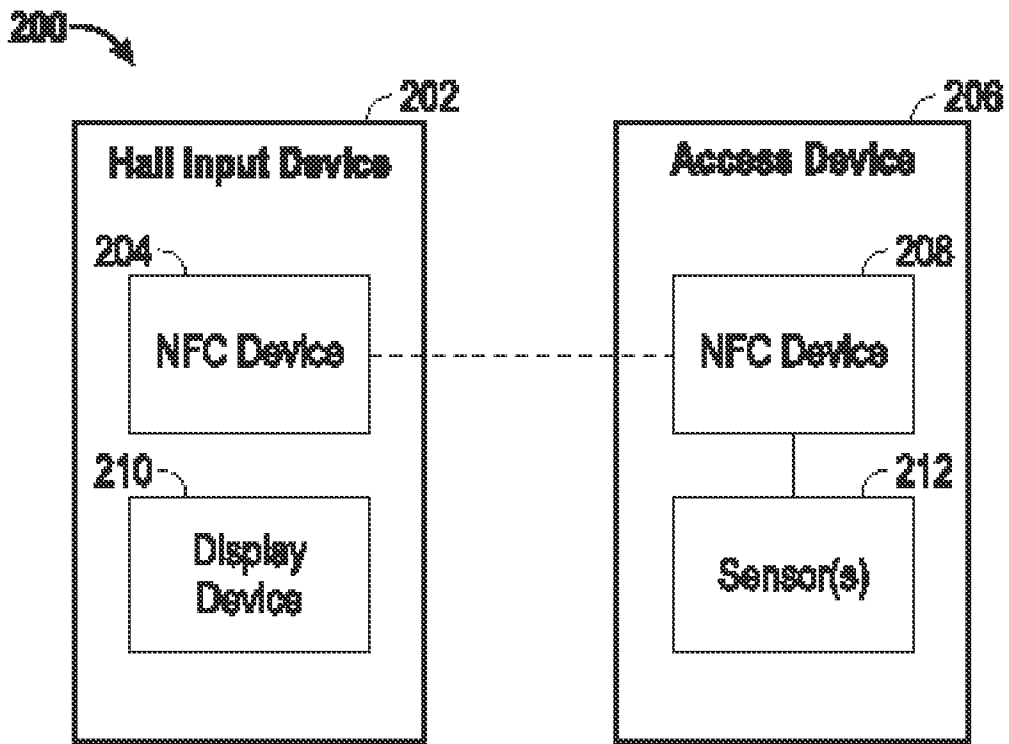 200
202
206
Hall Input Device
Access Device
204
208
NFC Device
NFC Device
210
212
Display
Device
Sensor(s)